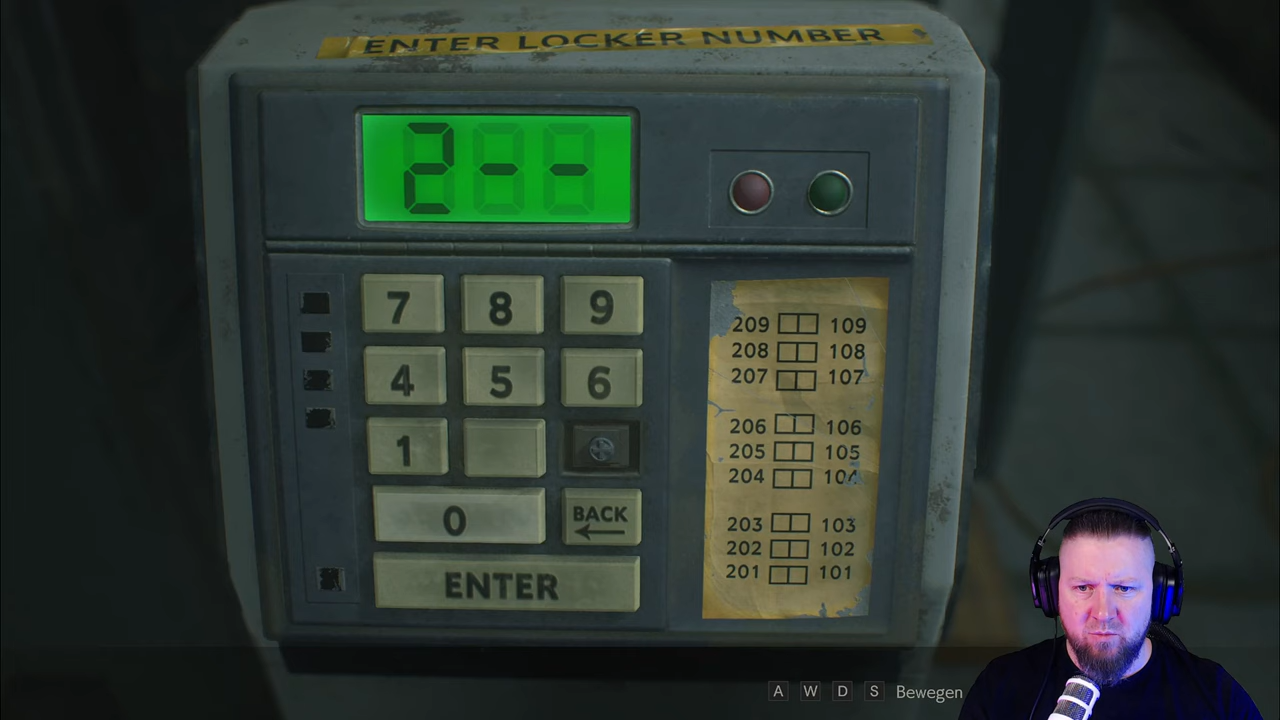 ENTER LOCKER NUMBER
2--
7 8 9
4 5 6
1
0 BACK
ENTER
209 109
208 108
207 107
206 106
205 105
204 104
203 103
202 102
201 101
A W D S Bewegen